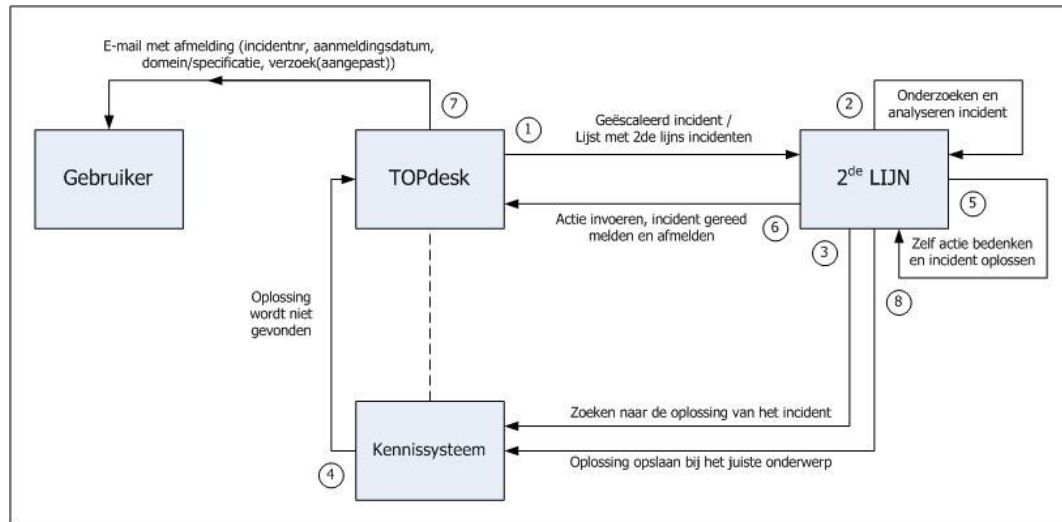 E-mail met afmelding (incidentnr, aanmeldingsdatum,
domein/specificatie, verzoek(aangepast))
7
1
2
Geëscaleerd incident /
Lijst met 2de lijns incidenten
Onderzoeken en
analyseren incident
Gebruiker
TOPdesk
2de LIJN
5
Actie invoeren, incident gereed
melden en afmelden
6
3
Zelf actie bedenken
en incident oplossen
8
Oplossing
wordt niet
gevonden
Zoeken naar de oplossing van het incident
Kennissysteem
4
Oplossing opslaan bij het juiste onderwerp